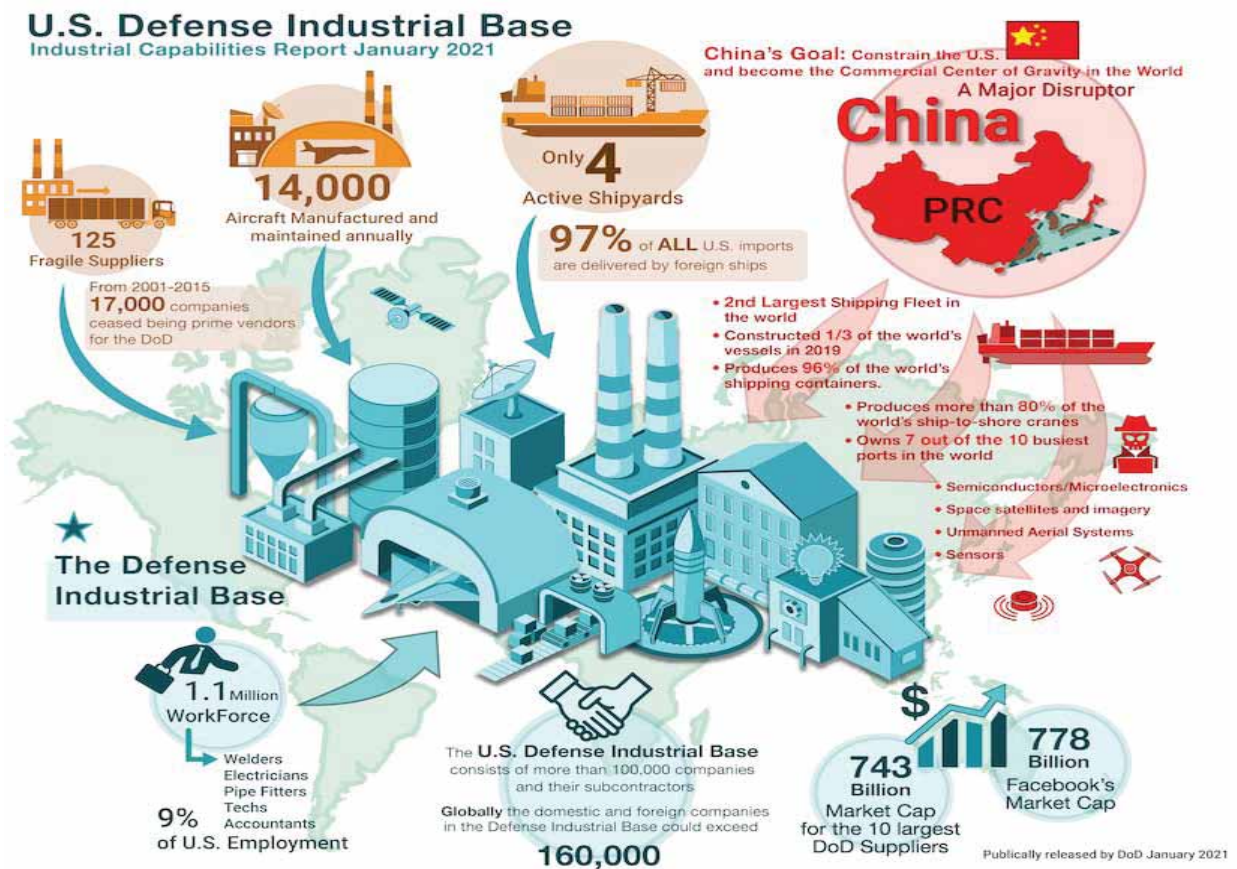 U.S. Defense Industrial Base
Industrial Capabilities Report January 2021
125
Fragile Suppliers
From 2001-2015
17,000 companies
ceased being prime vendors
for the DoD
14,000
Aircraft Manufactured and
maintained annually
Only 4
Active Shipyards
97% of ALL U.S. imports
are delivered by foreign ships
China's Goal: Constrain the U.S.
and become the Commercial Center of Gravity in the World
A Major Disruptor
China
PRC
• 2nd Largest Shipping Fleet in
the world
• Constructed 1/3 of the world's
vessels in 2019
• Produces 96% of the world's
shipping containers.
• Produces more than 80% of the
world's ship-to-shore cranes
• Owns 7 out of the 10 busiest
ports in the world
• Semiconductors/Microelectronics
• Space satellites and imagery
• Unmanned Aerial Systems
• Sensors
The Defense
Industrial Base
1.1 Million
WorkForce
Welders
Electricians
Pipe Fitters
Techs
Accountants
9%
of U.S. Employment
The U.S. Defense Industrial Base
consists of more than 100,000 companies
and their subcontractors
Globally the domestic and foreign companies
in the Defense Industrial Base could exceed
160,000
$
743
Billion
Market Cap
for the 10 largest
DoD Suppliers
778
Billion
Facebook's
Market Cap
Publically released by DoD January 2021